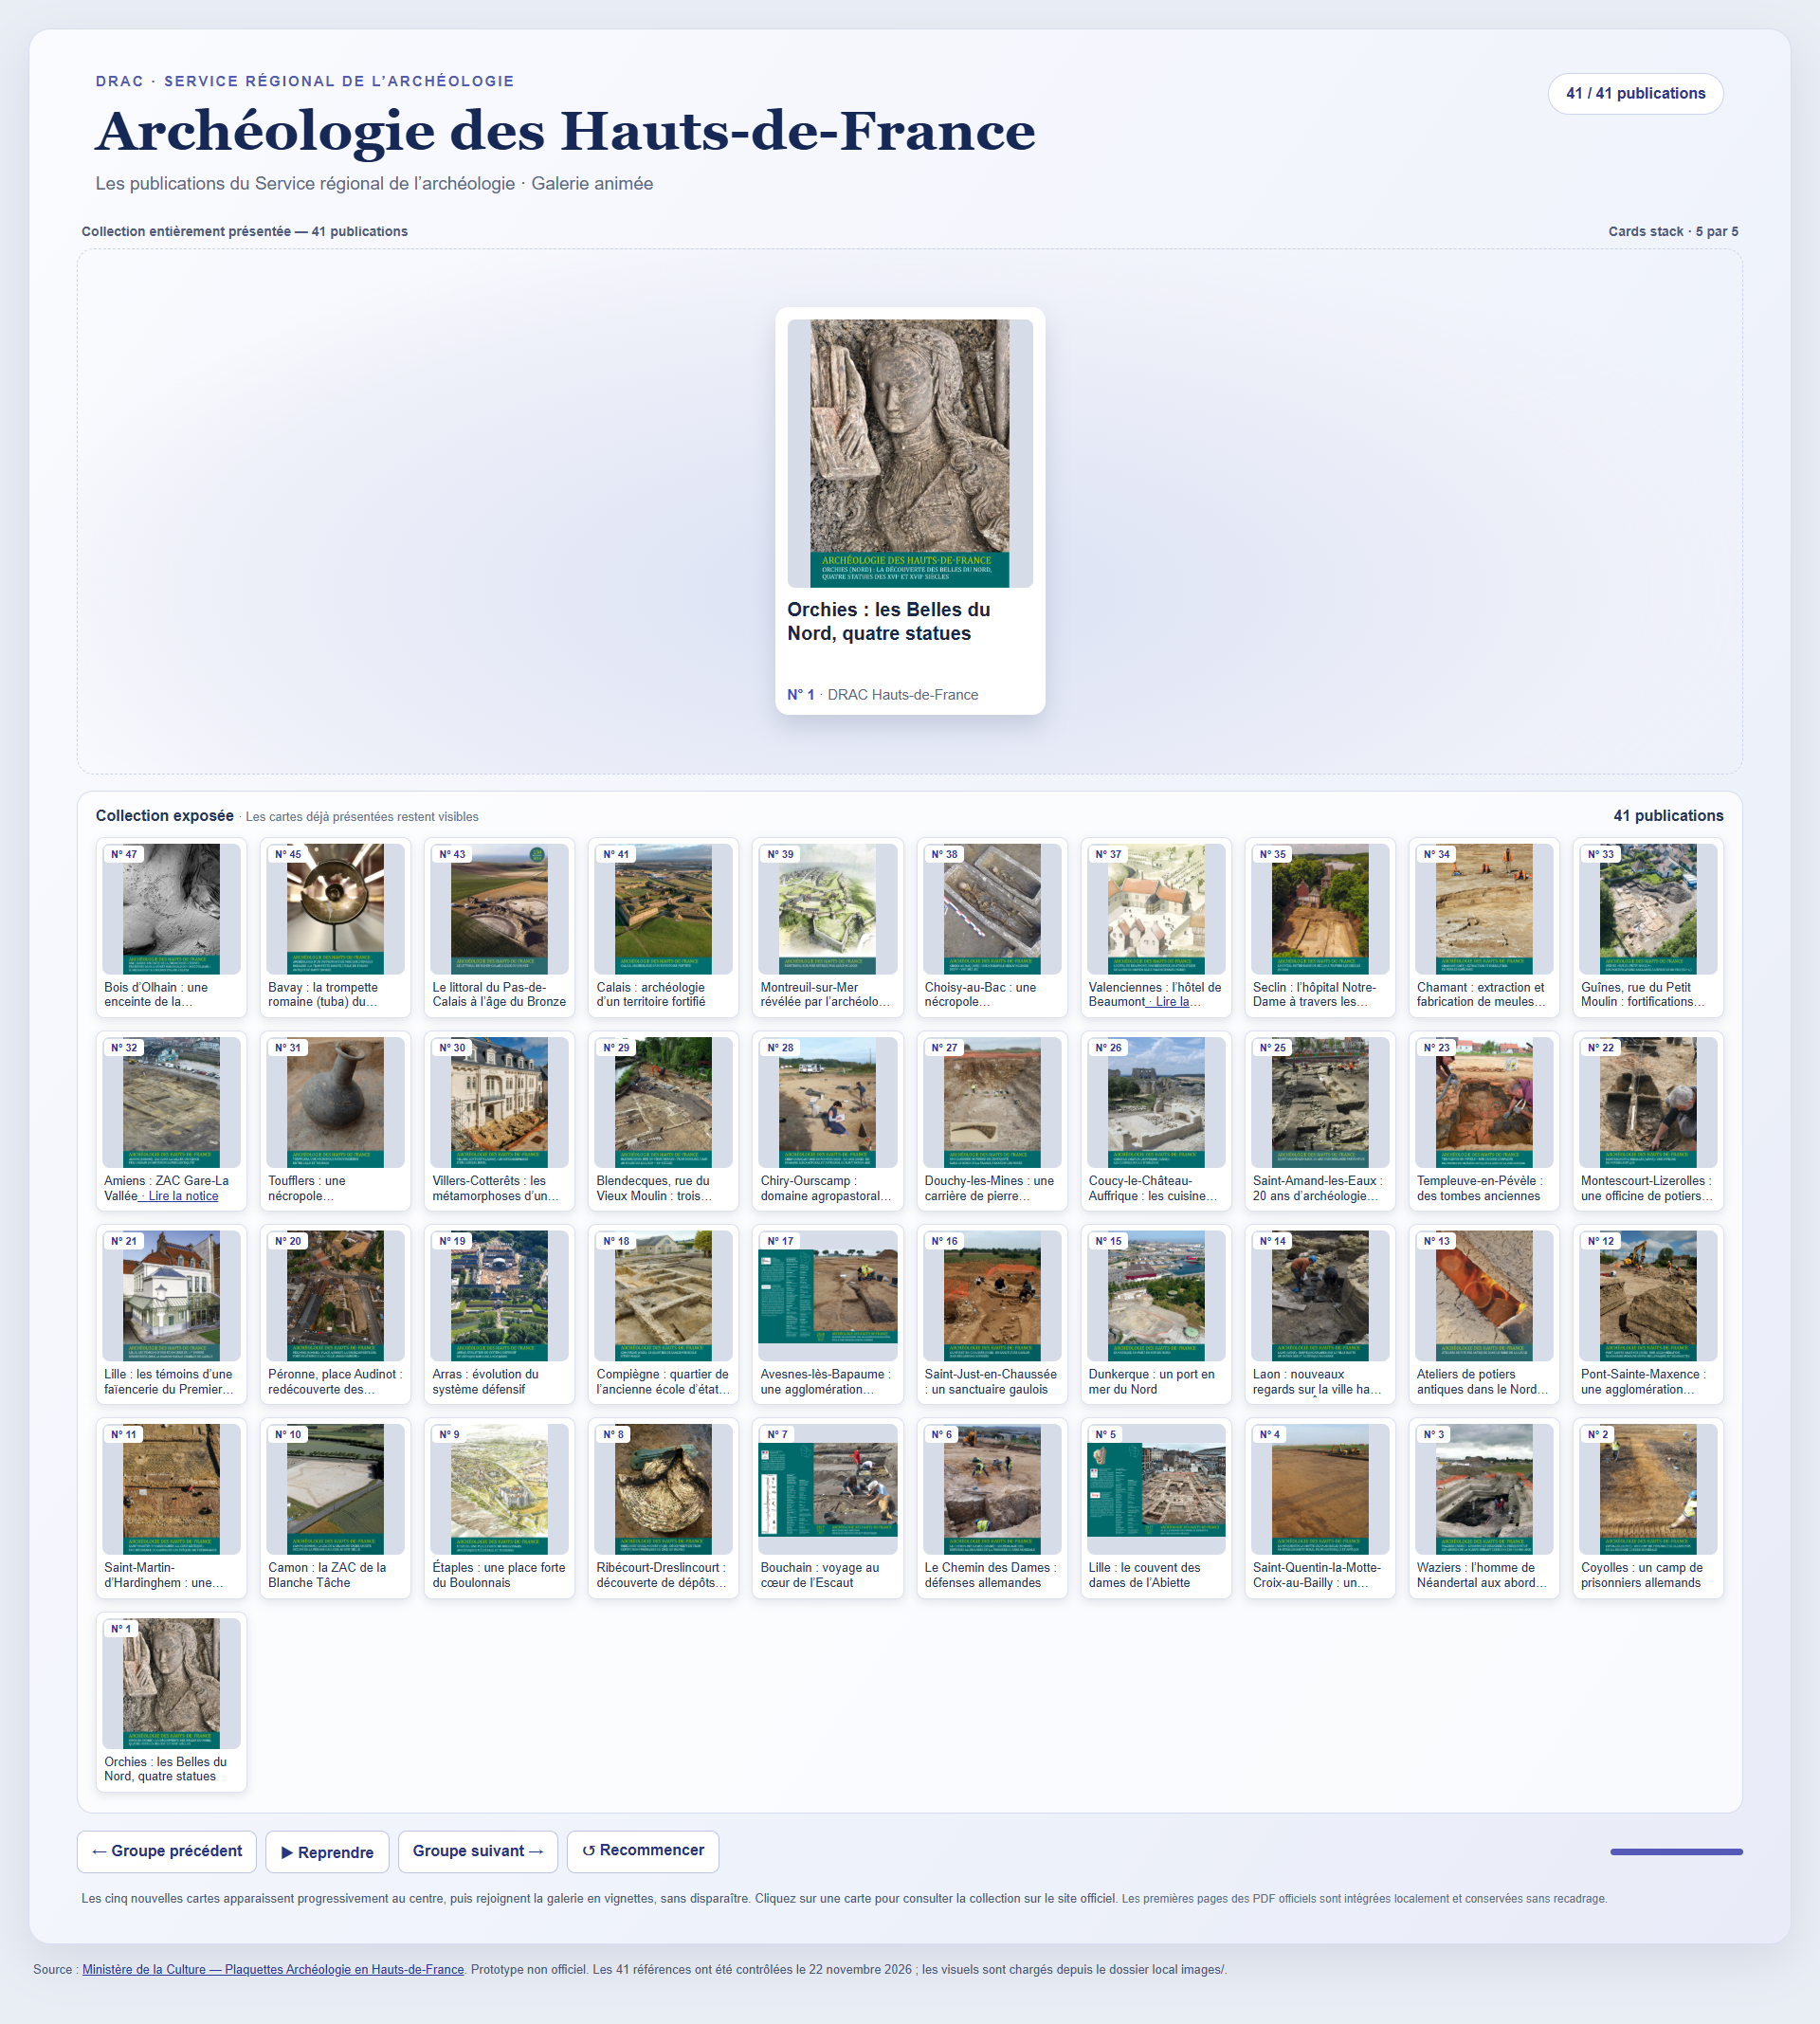 DRAC · SERVICE RÉGIONAL DE L’ARCHÉOLOGIE
Archéologie des Hauts-de-France
Les publications du Service régional de l’archéologie · Galerie animée
41 / 41 publications
Collection entièrement présentée — 41 publications
Cards stack · 5 par 5
ARCHÉOLOGIE DES HAUTS-DE-FRANCE
ORCHIES (NORD) : LA DÉCOUVERTE DES BELLES DU NORD,
QUATRE STATUES DES XVIᵉ ET XVIIᵉ SIÈCLES
Orchies : les Belles du
Nord, quatre statues
N° 1 · DRAC Hauts-de-France
Collection exposée · Les cartes déjà présentées restent visibles
41 publications
N° 47
Bois d’Olhain : une
enceinte de la…
N° 45
Bavay : la trompette
romaine (tuba) du…
N° 43
Le littoral du Pas-de-
Calais à l’âge du Bronze
N° 41
Calais : archéologie
d’un territoire fortifié
N° 39
Montreuil-sur-Mer
révélée par l’archéolo…
N° 38
Choisy-au-Bac : une
nécropole…
N° 37
Valenciennes : l’hôtel de
Beaumont · Lire la…
N° 35
Seclin : l’hôpital Notre-
Dame à travers les…
N° 34
Chamant : extraction et
fabrication de meules…
N° 33
Guînes, rue du Petit
Moulin : fortifications…
N° 32
Amiens : ZAC Gare-La
Vallée · Lire la notice
N° 31
Toufflers : une
nécropole…
N° 30
Villers-Cotterêts : les
métamorphoses d’un…
N° 29
Blendecques, rue du
Vieux Moulin : trois…
N° 28
Chiry-Ourscamp :
domaine agropastoral…
N° 27
Douchy-les-Mines : une
carrière de pierre…
N° 26
Coucy-le-Château-
Auffrique : les cuisine…
N° 25
Saint-Amand-les-Eaux :
20 ans d’archéologie…
N° 23
Templeuve-en-Pévèle :
des tombes anciennes
N° 22
Montescourt-Lizerolles :
une officine de potiers…
N° 21
Lille : les témoins d’une
faïencerie du Premier…
N° 20
Péronne, place Audinot :
redécouverte des…
N° 19
Arras : évolution du
système défensif
N° 18
Compiègne : quartier de
l’ancienne école d’état…
N° 17
Avesnes-lès-Bapaume :
une agglomération…
N° 16
Saint-Just-en-Chaussée
: un sanctuaire gaulois
N° 15
Dunkerque : un port en
mer du Nord
N° 14
Laon : nouveaux
regards sur la ville ha…
N° 13
Ateliers de potiers
antiques dans le Nord…
N° 12
Pont-Sainte-Maxence :
une agglomération…
N° 11
Saint-Martin-
d’Hardinghem : une…
N° 10
Camon : la ZAC de la
Blanche Tâche
N° 9
Étaples : une place forte
du Boulonnais
N° 8
Ribécourt-Dreslincourt :
découverte de dépôts…
N° 7
Bouchain : voyage au
cœur de l’Escaut
N° 6
Le Chemin des Dames :
défenses allemandes
N° 5
Lille : le couvent des
dames de l’Abiette
N° 4
Saint-Quentin-la-Motte-
Croix-au-Bailly : un…
N° 3
Waziers : l’homme de
Néandertal aux abord…
N° 2
Coyolles : un camp de
prisonniers allemands
N° 1
Orchies : les Belles du
Nord, quatre statues
← Groupe précédent
▶ Reprendre
Groupe suivant →
↺ Recommencer
Les cinq nouvelles cartes apparaissent progressivement au centre, puis rejoignent la galerie en vignettes, sans disparaître. Cliquez sur une carte pour consulter la collection sur le site officiel. Les premières pages des PDF officiels sont intégrées localement et conservées sans recadrage.
Source : Ministère de la Culture — Plaquettes Archéologie en Hauts-de-France. Prototype non officiel. Les 41 références ont été contrôlées le 22 novembre 2026 ; les visuels sont chargés depuis le dossier local images/.